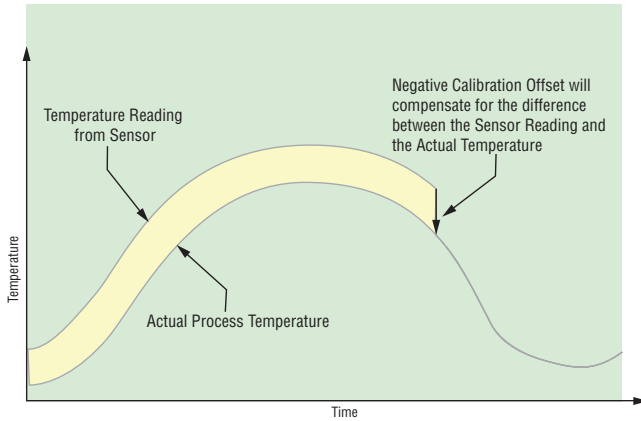 Temperature Reading
from Sensor
Negative Calibration Offset will
compensate for the difference
between the Sensor Reading and
the Actual Temperature
Temperature
Actual Process Temperature
Time